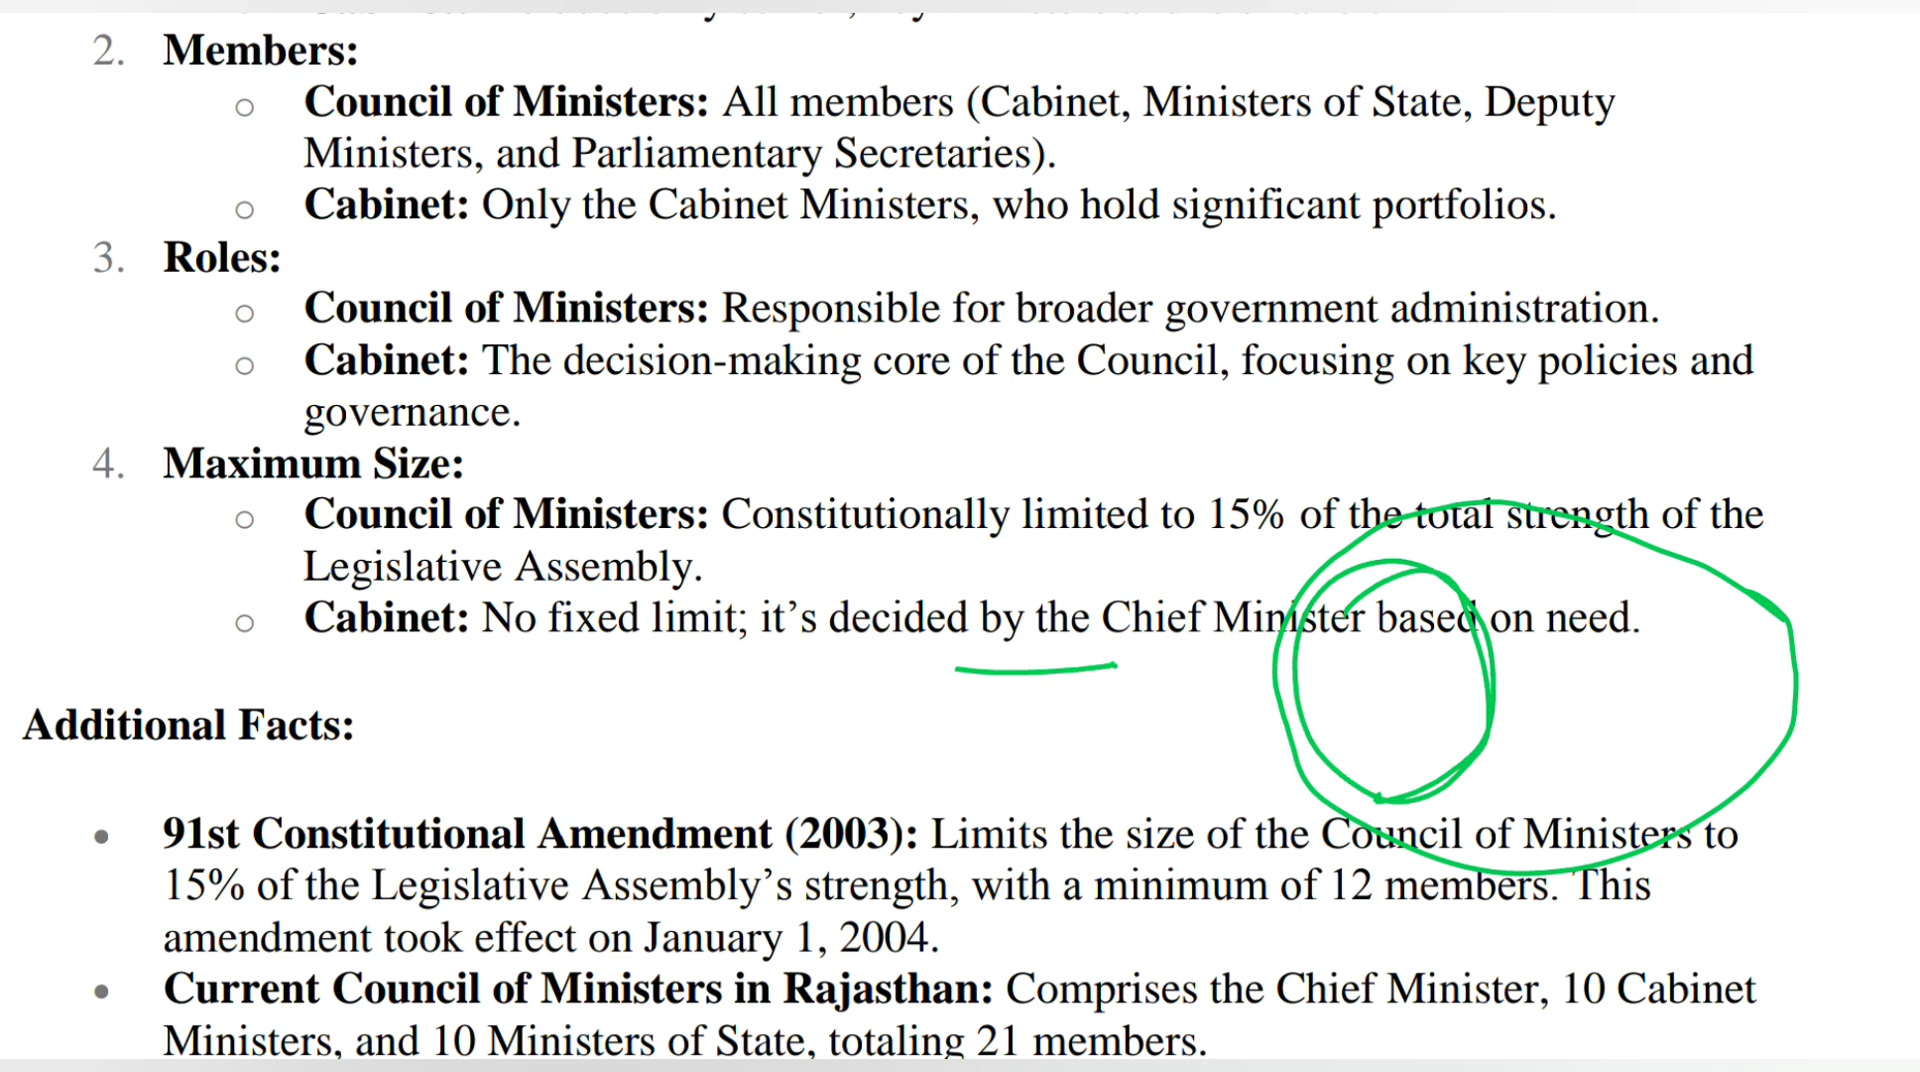 2. Members:
○ Council of Ministers: All members (Cabinet, Ministers of State, Deputy
Ministers, and Parliamentary Secretaries).
○ Cabinet: Only the Cabinet Ministers, who hold significant portfolios.
3. Roles:
○ Council of Ministers: Responsible for broader government administration.
○ Cabinet: The decision-making core of the Council, focusing on key policies and
governance.
4. Maximum Size:
○ Council of Ministers: Constitutionally limited to 15% of the total strength of the
Legislative Assembly.
○ Cabinet: No fixed limit; it’s decided by the Chief Minister based on need.
Additional Facts:
• 91st Constitutional Amendment (2003): Limits the size of the Council of Ministers to
15% of the Legislative Assembly’s strength, with a minimum of 12 members. This
amendment took effect on January 1, 2004.
• Current Council of Ministers in Rajasthan: Comprises the Chief Minister, 10 Cabinet
Ministers, and 10 Ministers of State, totaling 21 members.